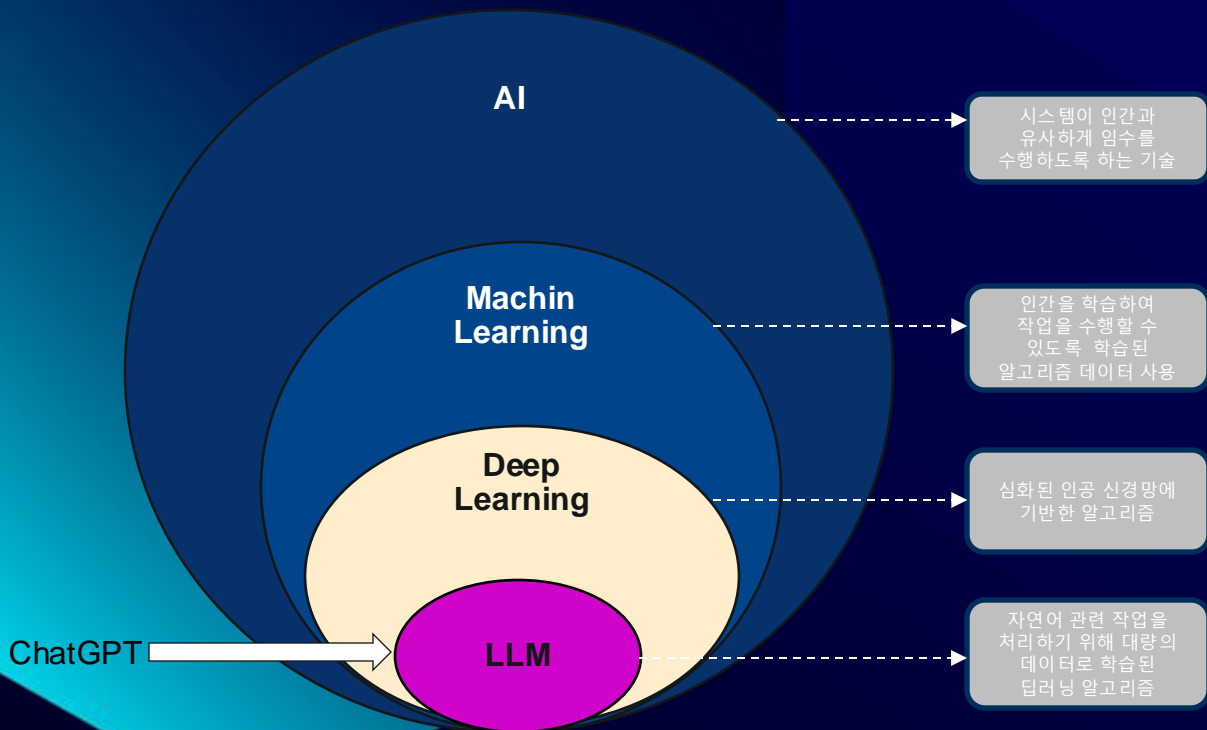 AI
시스템이 인간과
유사하게 임수를
수행하도록 하는 기술
Machin
Learning
인간을 학습하여
작업을 수행할 수
있도록 학습된
알고리즘 데이터 사용
Deep
Learning
심화된 인공 신경망에
기반한 알고리즘
ChatGPT
LLM
자연어 관련 작업을
처리하기 위해 대량의
데이터로 학습된
딥러닝 알고리즘